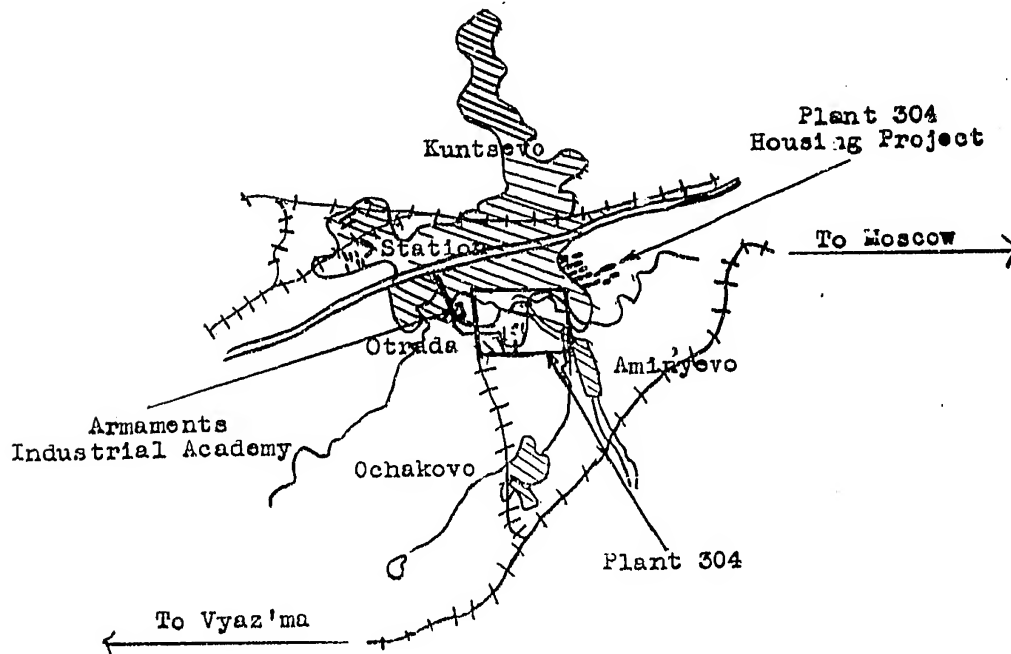 Plant 304
Housing Project
Kuntsevo
To Moscow
Station
Otrada
Amin'yevo
Armaments
Industrial Academy
Ochakovo
Plant 304
To Vyaz'ma